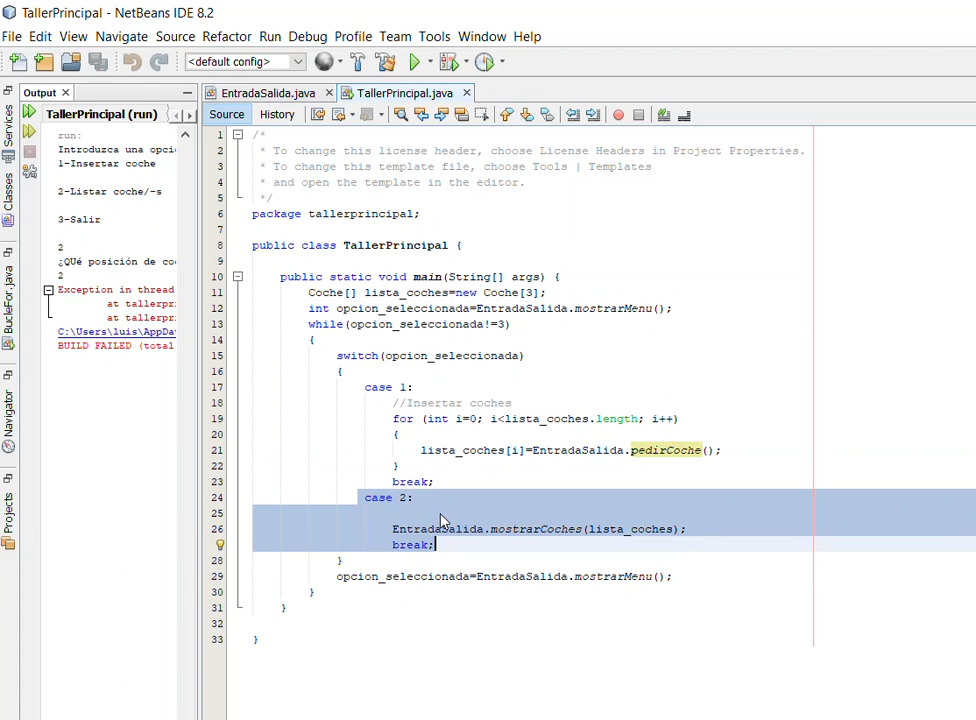 TallerPrincipal - NetBeans IDE 8.2
File Edit View Navigate Source Refactor Run Debug Profile Team Tools Window Help
<default config>
Output
EntradaSalida.java
TallerPrincipal.java
TallerPrincipal (run)
Source History
Services
Classes
BucleFor.java
Navigator
Projects
run:
Introduzca una opci
1-Insertar coche
2-Listar coche/-s
3-Salir
2
¿QUé posición de co
2
Exception in thread
at tallerpr
at tallerpr
C:\Users\luis\AppDa
BUILD FAILED (total
1 /*
2 * To change this license header, choose License Headers in Project Properties.
3 * To change this template file, choose Tools | Templates
4 * and open the template in the editor.
5 */
6 package tallerprincipal;
7
8 public class TallerPrincipal {
9
10 public static void main(String[] args) {
11 Coche[] lista_coches=new Coche[3];
12 int opcion_seleccionada=EntradaSalida.mostrarMenu();
13 while(opcion_seleccionada!=3)
14 {
15 switch(opcion_seleccionada)
16 {
17 case 1:
18 //Insertar coches
19 for (int i=0; i<lista_coches.length; i++)
20 {
21 lista_coches[i]=EntradaSalida.pedirCoche();
22 }
23 break;
24 case 2:
25
26 EntradaSalida.mostrarCoches(lista_coches);
break;
28 }
29 opcion_seleccionada=EntradaSalida.mostrarMenu();
30 }
31 }
32
33 }